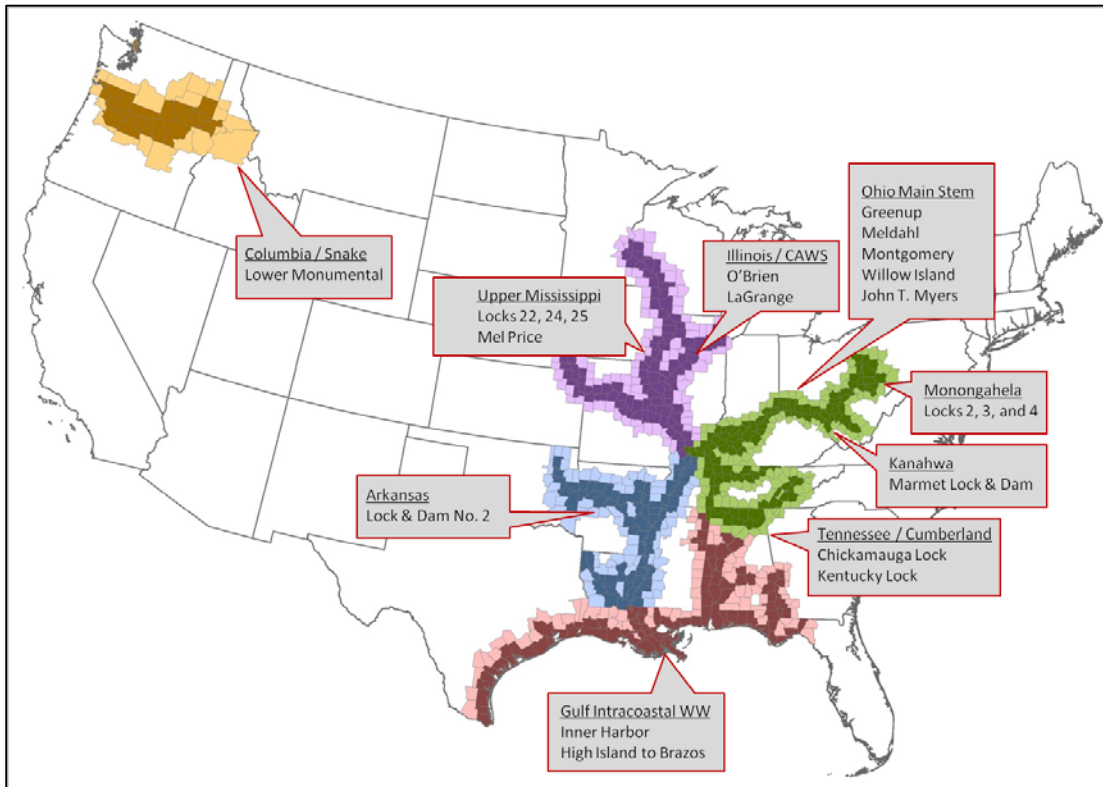 Columbia / Snake
Lower Monumental
Upper Mississippi
Locks 22, 24, 25
Mel Price
Illinois / CAWS
O'Brien
LaGrange
Ohio Main Stem
Greenup
Meldahl
Montgomery
Willow Island
John T. Myers
Monongahela
Locks 2, 3, and 4
Kanahwa
Marmet Lock & Dam
Arkansas
Lock & Dam No. 2
Tennessee / Cumberland
Chickamauga Lock
Kentucky Lock
Gulf Intracoastal WW
Inner Harbor
High Island to Brazos